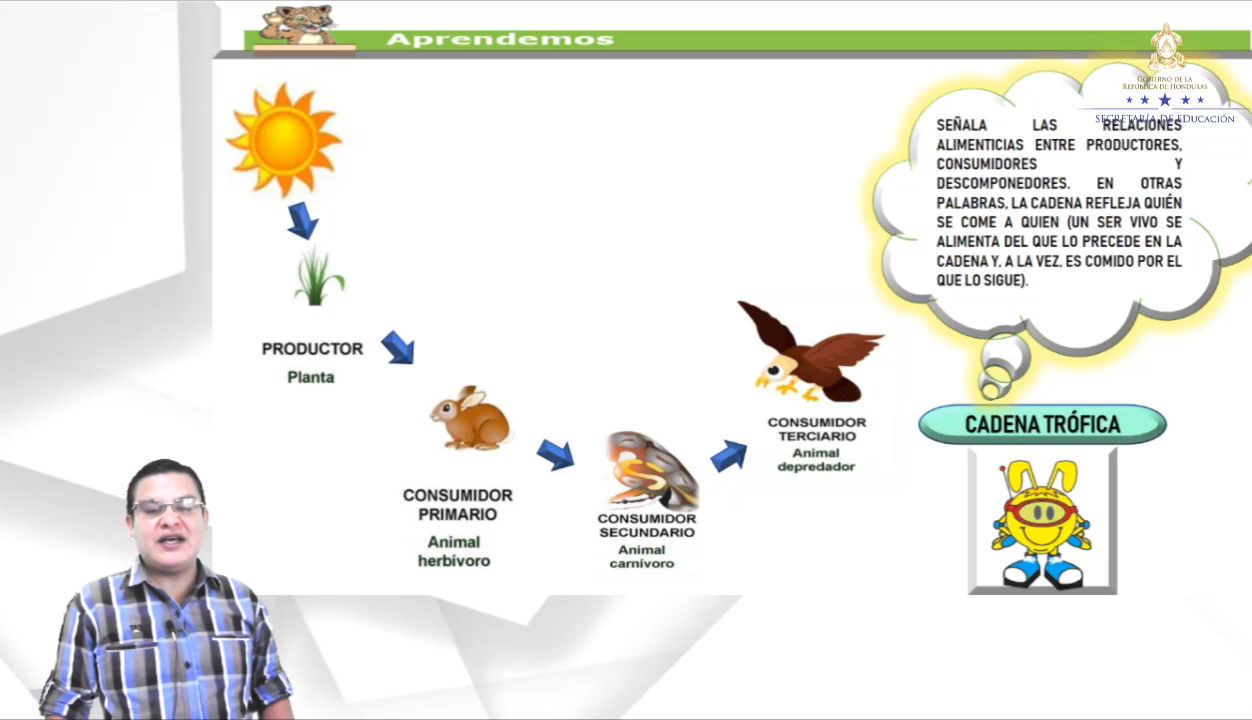 Aprendemos
GOBIERNO DE LA
REPÚBLICA DE HONDURAS
SECRETARÍA DE EDUCACIÓN
SEÑALA LAS RELACIONES
ALIMENTICIAS ENTRE PRODUCTORES,
CONSUMIDORES Y
DESCOMPONEDORES. EN OTRAS
PALABRAS, LA CADENA REFLEJA QUIÉN
SE COME A QUIEN (UN SER VIVO SE
ALIMENTA DEL QUE LO PRECEDE EN LA
CADENA Y, A LA VEZ, ES COMIDO POR EL
QUE LO SIGUE).
CADENA TRÓFICA
PRODUCTOR
Planta
CONSUMIDOR
PRIMARIO
Animal
herbívoro
CONSUMIDOR
SECUNDARIO
Animal
carnívoro
CONSUMIDOR
TERCIARIO
Animal
depredador